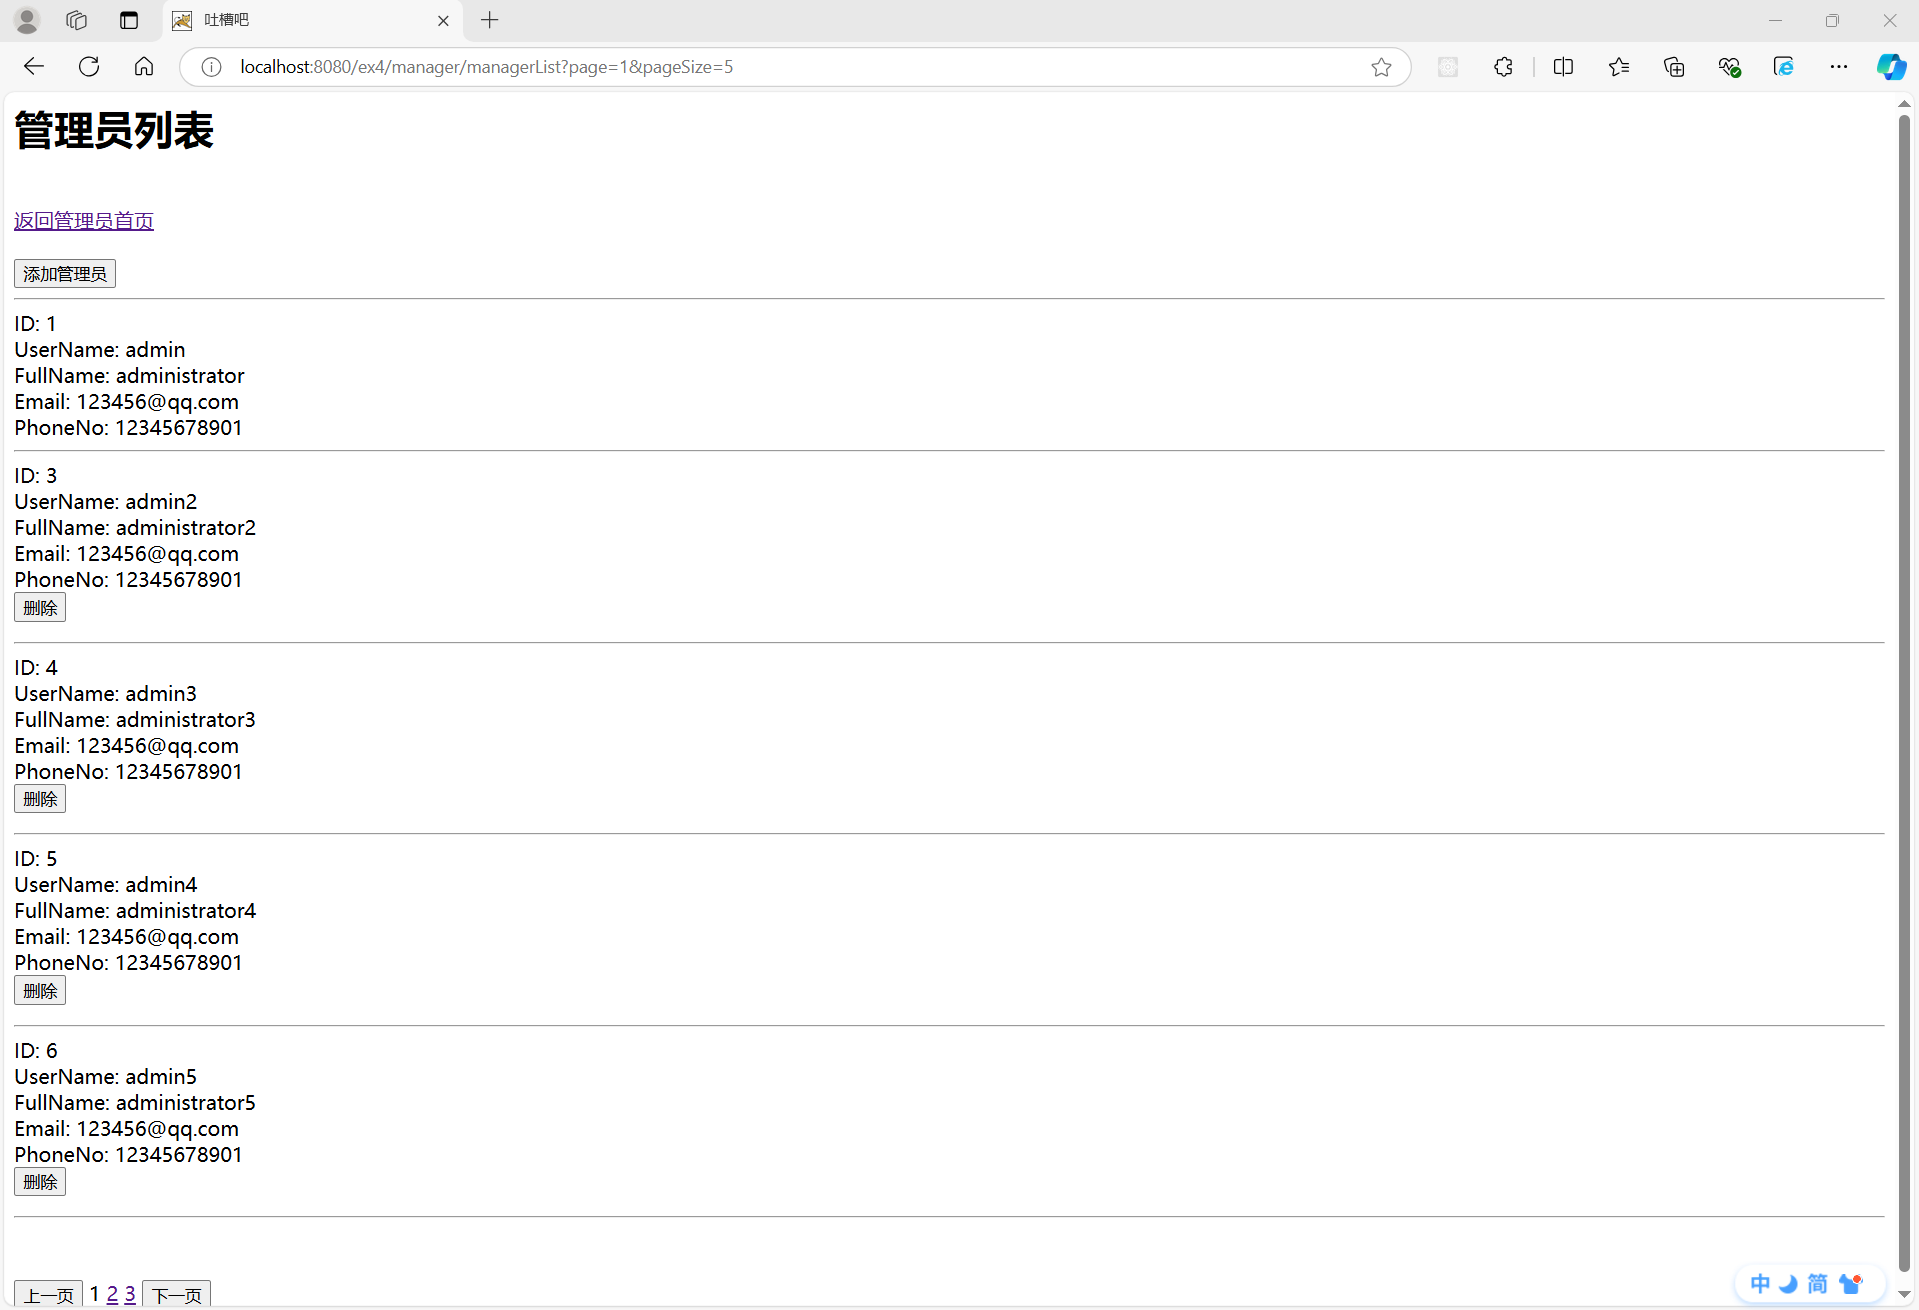 吐槽吧
localhost:8080/ex4/manager/managerList?page=1&pageSize=5
管理员列表
返回管理员首页
添加管理员
ID: 1
UserName: admin
FullName: administrator
Email: 123456@qq.com
PhoneNo: 12345678901
ID: 3
UserName: admin2
FullName: administrator2
Email: 123456@qq.com
PhoneNo: 12345678901
删除
ID: 4
UserName: admin3
FullName: administrator3
Email: 123456@qq.com
PhoneNo: 12345678901
删除
ID: 5
UserName: admin4
FullName: administrator4
Email: 123456@qq.com
PhoneNo: 12345678901
删除
ID: 6
UserName: admin5
FullName: administrator5
Email: 123456@qq.com
PhoneNo: 12345678901
删除
上一页 1 2 3 下一页
中 简